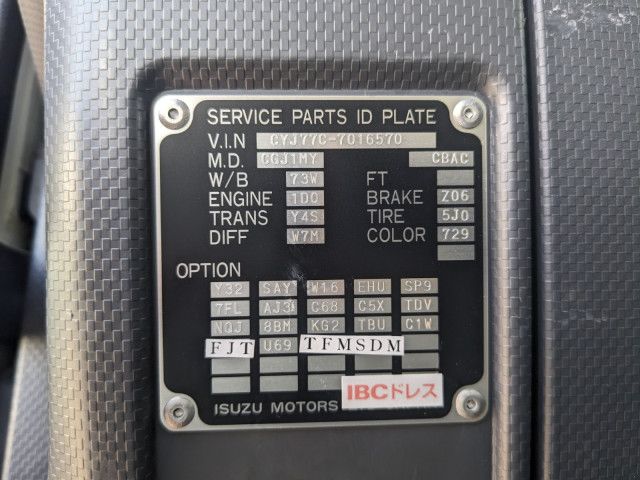 SERVICE PARTS ID PLATE
V.I.N CYJ77C-7016570
M.D. CGJ1MY CBAC
W/B 73W FT
ENGINE 1D0 BRAKE Z06
TRANS Y4S TIRE 5J0
DIFF W7M COLOR 729
OPTION
Y32 SAY W16 EHU SP9
7FL AJ3 C68 C5X TDV
NQJ 8BM KG2 TBU C1W
FJT U69 TFMSDM
IBCドレス
ISUZU MOTORS